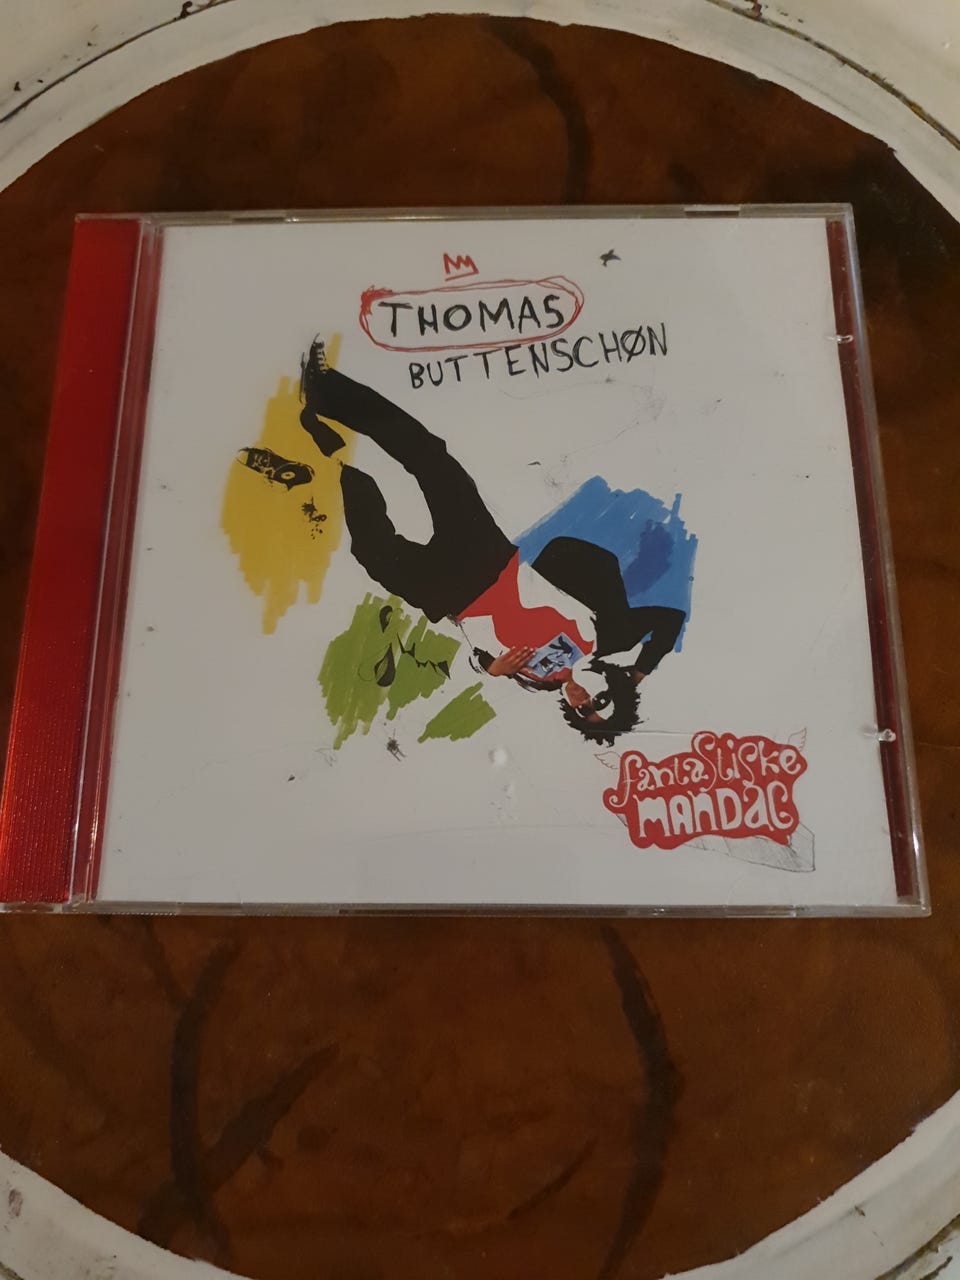 THOMAS
BUTTENSCHØN
fantastiske
MANDAG